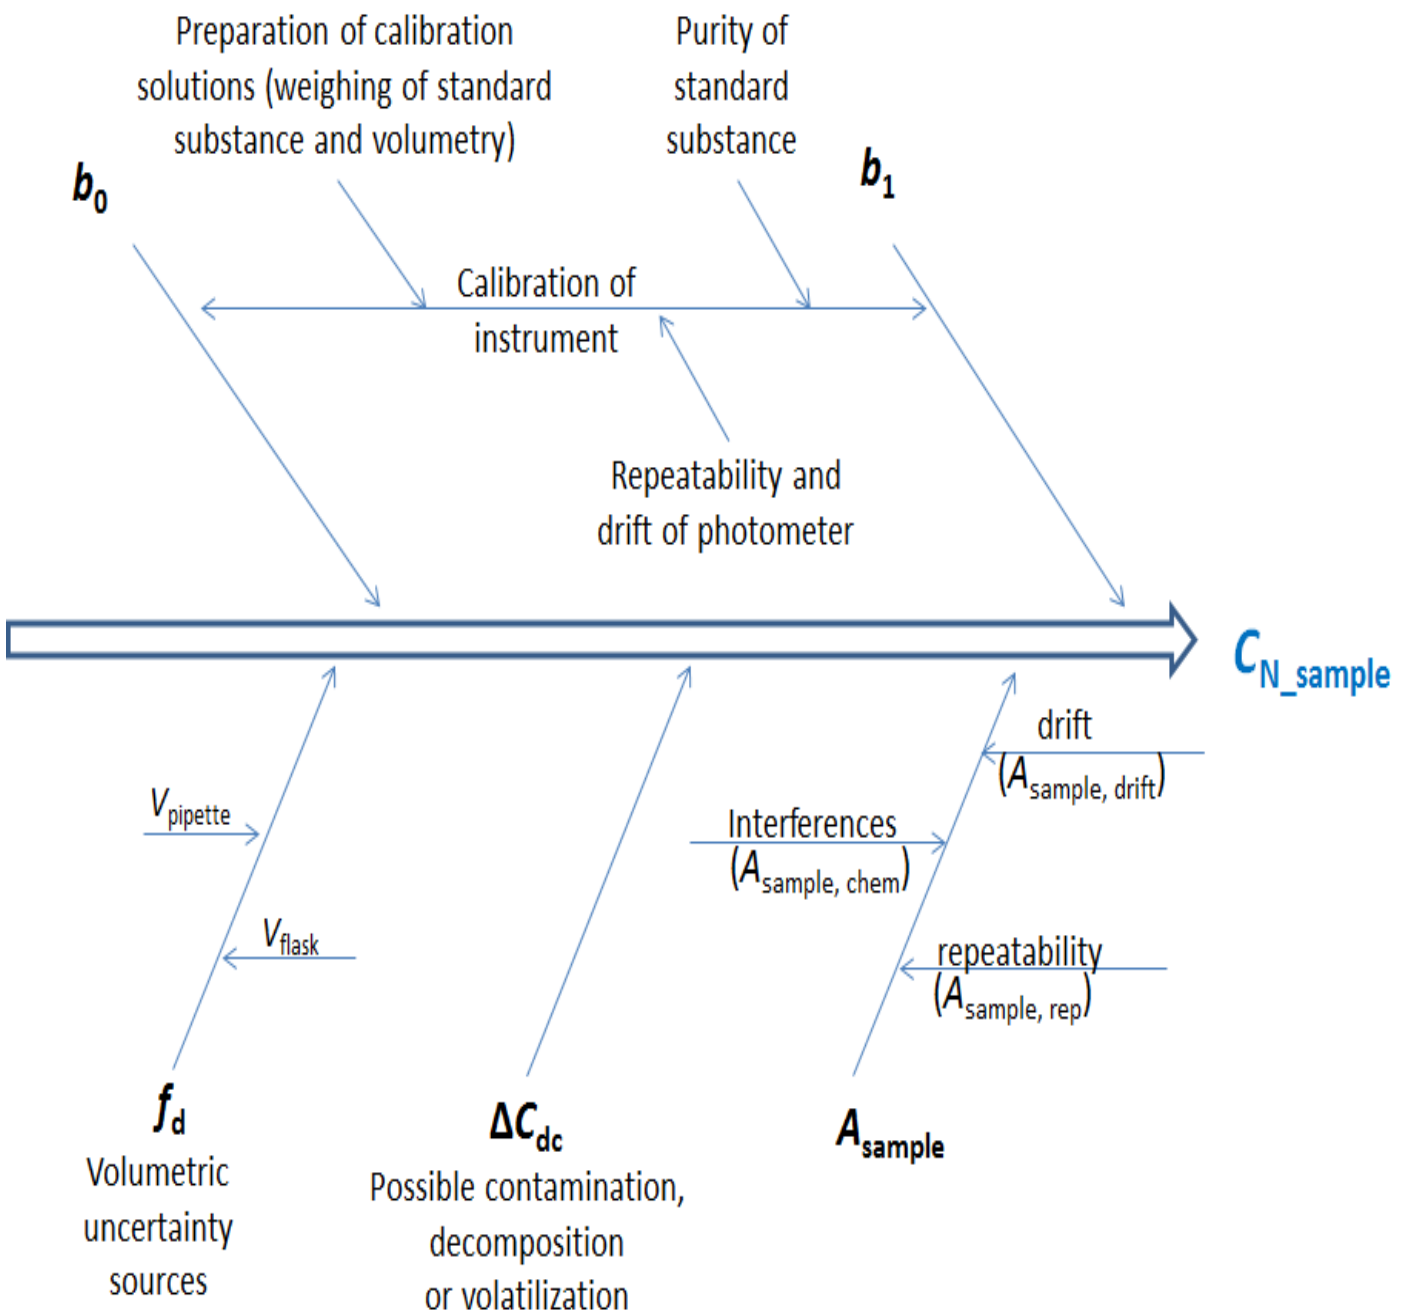 Preparation of calibration
solutions (weighing of standard
substance and volumetry)
Purity of
standard
substance
b0
b1
Calibration of
instrument
Repeatability and
drift of photometer
CN_sample
drift
(Asample, drift)
Vpipette
Interferences
(Asample, chem)
Vflask
repeatability
(Asample, rep)
fd
Volumetric
uncertainty
sources
ΔCdc
Possible contamination,
decomposition
or volatilization
Asample